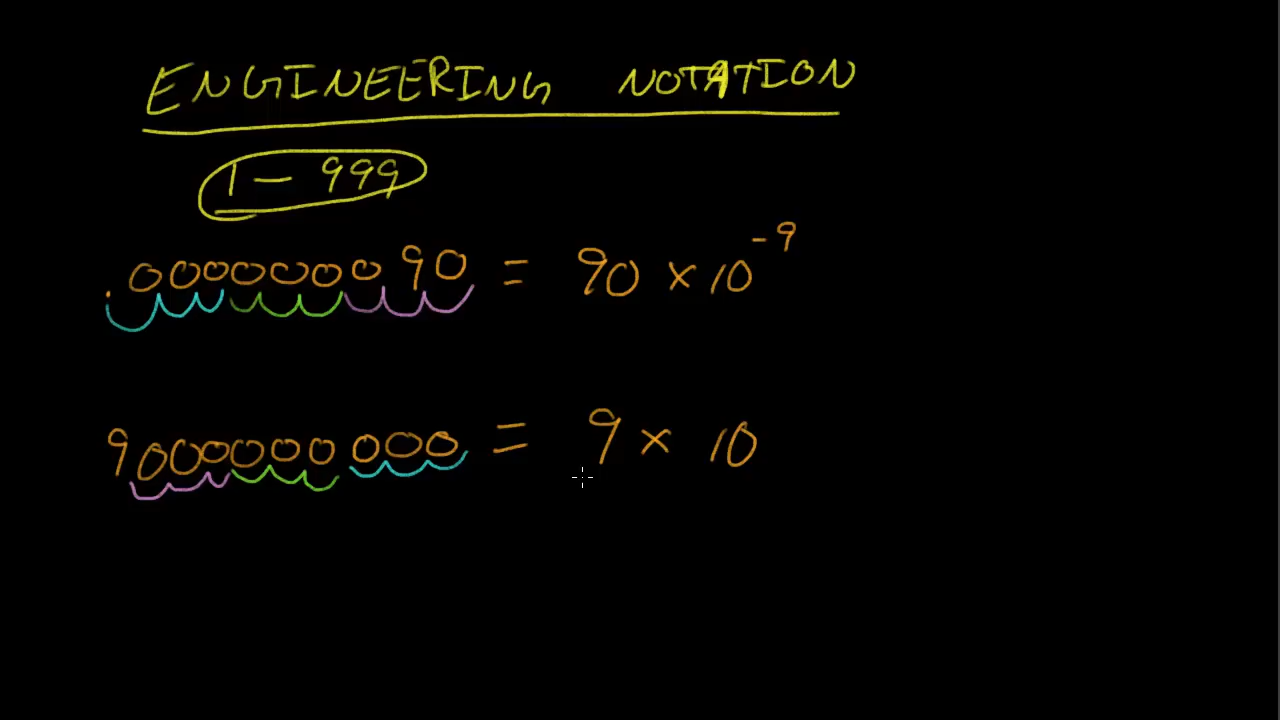 ENGINEERING NOTATION
1 - 999
.000000090 = 90 × 10⁻⁹
9000000000 = 9 × 10